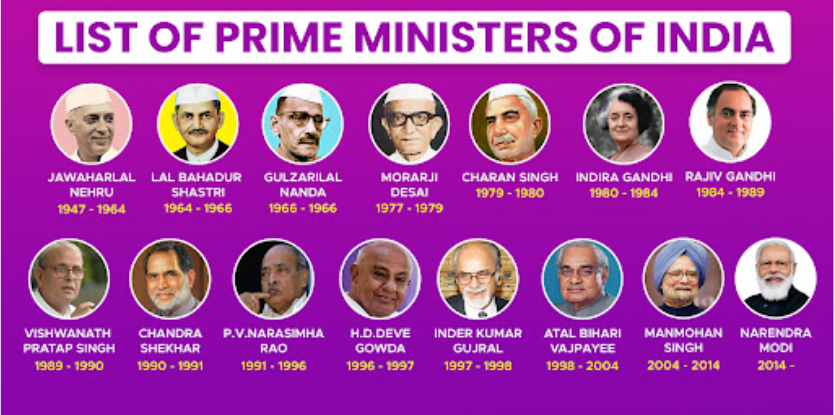 LIST OF PRIME MINISTERS OF INDIA
JAWAHARLAL
NEHRU
1947 - 1964
LAL BAHADUR
SHASTRI
1964 - 1966
GULZARILAL
NANDA
1966 - 1966
MORARJI
DESAI
1977 - 1979
CHARAN SINGH
1979 - 1980
INDIRA GANDHI
1980 - 1984
RAJIV GANDHI
1984 - 1989
VISHWANATH
PRATAP SINGH
1989 - 1990
CHANDRA
SHEKHAR
1990 - 1991
P.V.NARASIMHA
RAO
1991 - 1996
H.D.DEVE
GOWDA
1996 - 1997
INDER KUMAR
GUJRAL
1997 - 1998
ATAL BIHARI
VAJPAYEE
1998 - 2004
MANMOHAN
SINGH
2004 - 2014
NARENDRA
MODI
2014 -